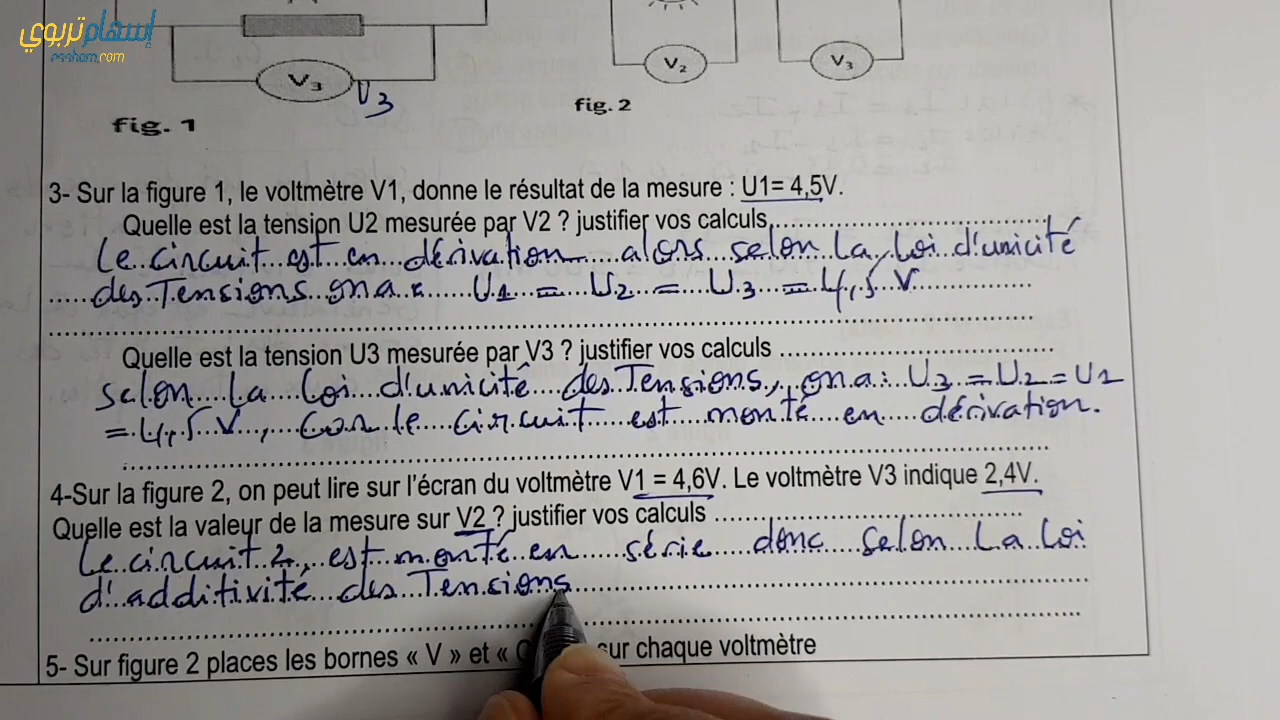 إسهام تربوي
essham.com
V3
U3
V2
V3
fig. 1
fig. 2
3- Sur la figure 1, le voltmètre V1, donne le résultat de la mesure : U1= 4,5V.
Quelle est la tension U2 mesurée par V2 ? justifier vos calculs
Le circuit est en dérivation alors selon la loi d'unicité
des Tensions on a : U1 = U2 = U3 = 4,5 V
Quelle est la tension U3 mesurée par V3 ? justifier vos calculs
selon la loi d'unicité des Tensions, on a : U3 = U2 = U1
= 4,5 V, car le circuit est monté en dérivation.
4-Sur la figure 2, on peut lire sur l'écran du voltmètre V1 = 4,6V. Le voltmètre V3 indique 2,4V.
Quelle est la valeur de la mesure sur V2 ? justifier vos calculs
Le circuit 2, est monté en série donc selon la loi
d'additivité des Tensions
5- Sur figure 2 places les bornes « V » et « sur chaque voltmètre